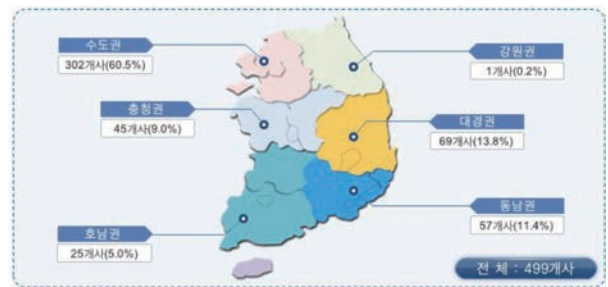 수도권
302개사(60.5%)
강원권
1개사(0.2%)
충청권
45개사(9.0%)
대경권
69개사(13.8%)
동남권
57개사(11.4%)
호남권
25개사(5.0%)
전 체 : 499개사